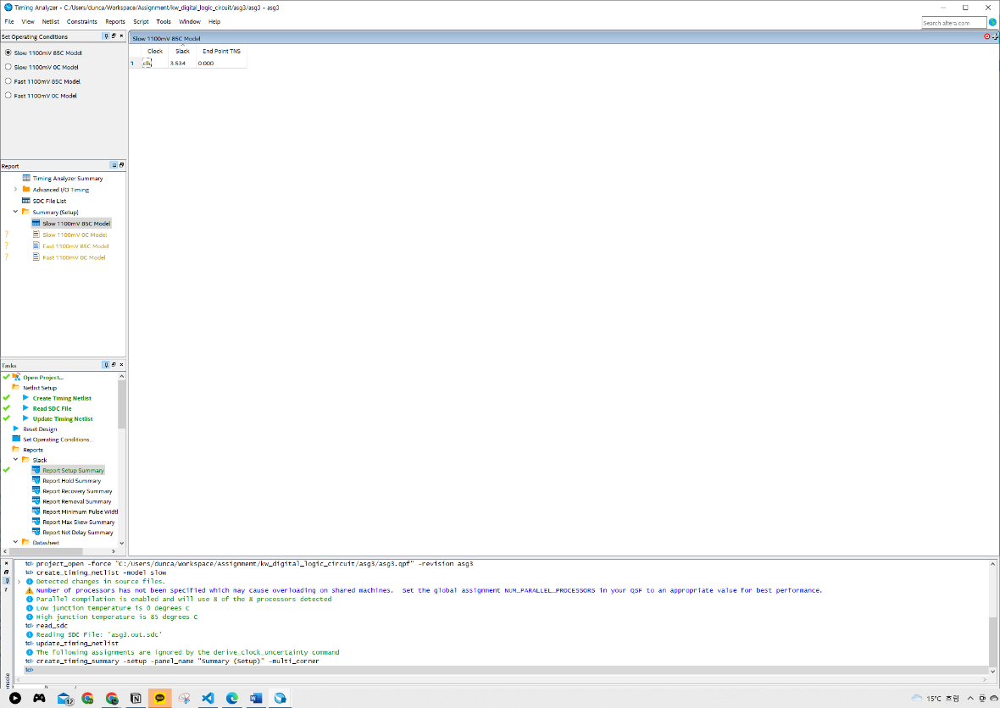 Timing Analyzer - C:/Users/dunca/Workspace/Assignment/kw_digital_logic_circuit/asg3/asg3 - asg3
File View Netlist Constraints Reports Script Tools Window Help
Search altera.com
Set Operating Conditions
Slow 1100mV 85C Model
Slow 1100mV 0C Model
Fast 1100mV 85C Model
Fast 1100mV 0C Model
Slow 1100mV 85C Model
Clock Slack End Point TNS
1 clk 3.534 0.000
Report
Timing Analyzer Summary
Advanced I/O Timing
SDC File List
Summary (Setup)
Slow 1100mV 85C Model
? Slow 1100mV 0C Model
? Fast 1100mV 85C Model
? Fast 1100mV 0C Model
Tasks
Open Project...
Netlist Setup
Create Timing Netlist
Read SDC File
Update Timing Netlist
Reset Design
Set Operating Conditions...
Reports
Slack
Report Setup Summary
Report Hold Summary
Report Recovery Summary
Report Removal Summary
Report Minimum Pulse Widt
Report Max Skew Summary
Report Net Delay Summary
Datasheet
tcl> project_open -force "C:/Users/dunca/Workspace/Assignment/kw_digital_logic_circuit/asg3/asg3.qpf" -revision asg3
tcl> create_timing_netlist -model slow
Detected changes in source files.
Number of processors has not been specified which may cause overloading on shared machines. Set the global assignment NUM_PARALLEL_PROCESSORS in your QSF to an appropriate value for best performance.
Parallel compilation is enabled and will use 8 of the 8 processors detected
Low junction temperature is 0 degrees C
High junction temperature is 85 degrees C
tcl> read_sdc
Reading SDC File: 'asg3.out.sdc'
tcl> update_timing_netlist
The following assignments are ignored by the derive_clock_uncertainty command
tcl> create_timing_summary -setup -panel_name "Summary (Setup)" -multi_corner
tcl>
12
15°C 흐림